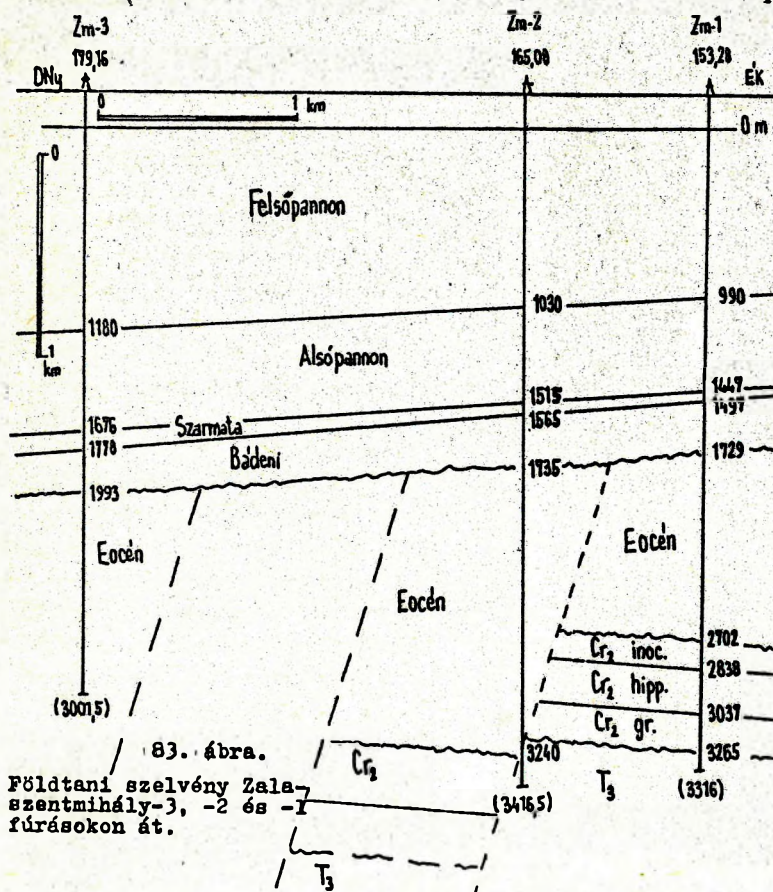 Zm-3
179,16
Zm-2
165,08
Zm-1
153,28
DNy
ÉK
0
1 km
0 m
0
1
km
Felsőpannon
1180
1030
990
Alsópannon
1676
Szarmata
1515
1447
1778
1565
1497
Bádeni
1993
1735
1729
Eocén
Eocén
Eocén
2702
Cr₂ inoc.
2838
Cr₂ hipp.
3037
Cr₂ gr.
3265
(3001,5)
Cr₂
3240
T₃
(3316)
(3416,5)
T₃
83. ábra.
Földtani szelvény Zala-
szentmihály-3, -2 és -1
fúrásokon át.